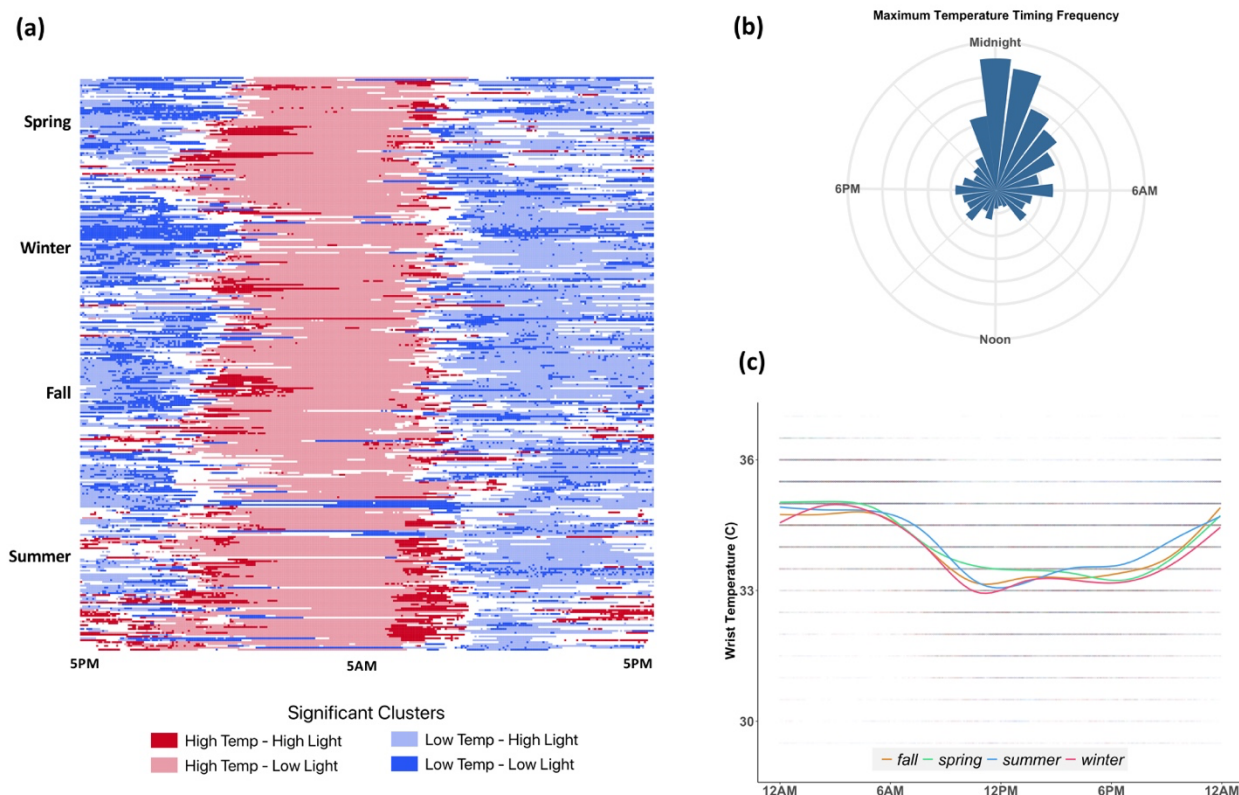 (a)
Spring
Winter
Fall
Summer
5PM
5AM
5PM
Significant Clusters
High Temp - High Light
Low Temp - High Light
High Temp - Low Light
Low Temp - Low Light
(b)
Maximum Temperature Timing Frequency
Midnight
6PM
6AM
Noon
(c)
Wrist Temperature (C)
36
33
30
fall spring summer winter
12AM 6AM 12PM 6PM 12AM